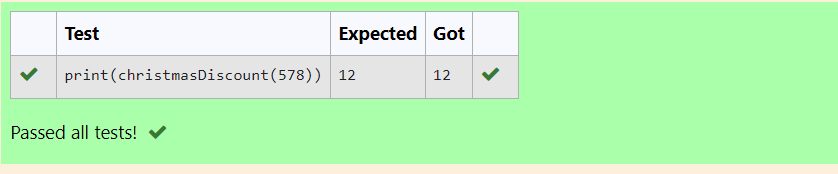 Test Expected Got
print(christmasDiscount(578)) 12 12
Passed all tests!